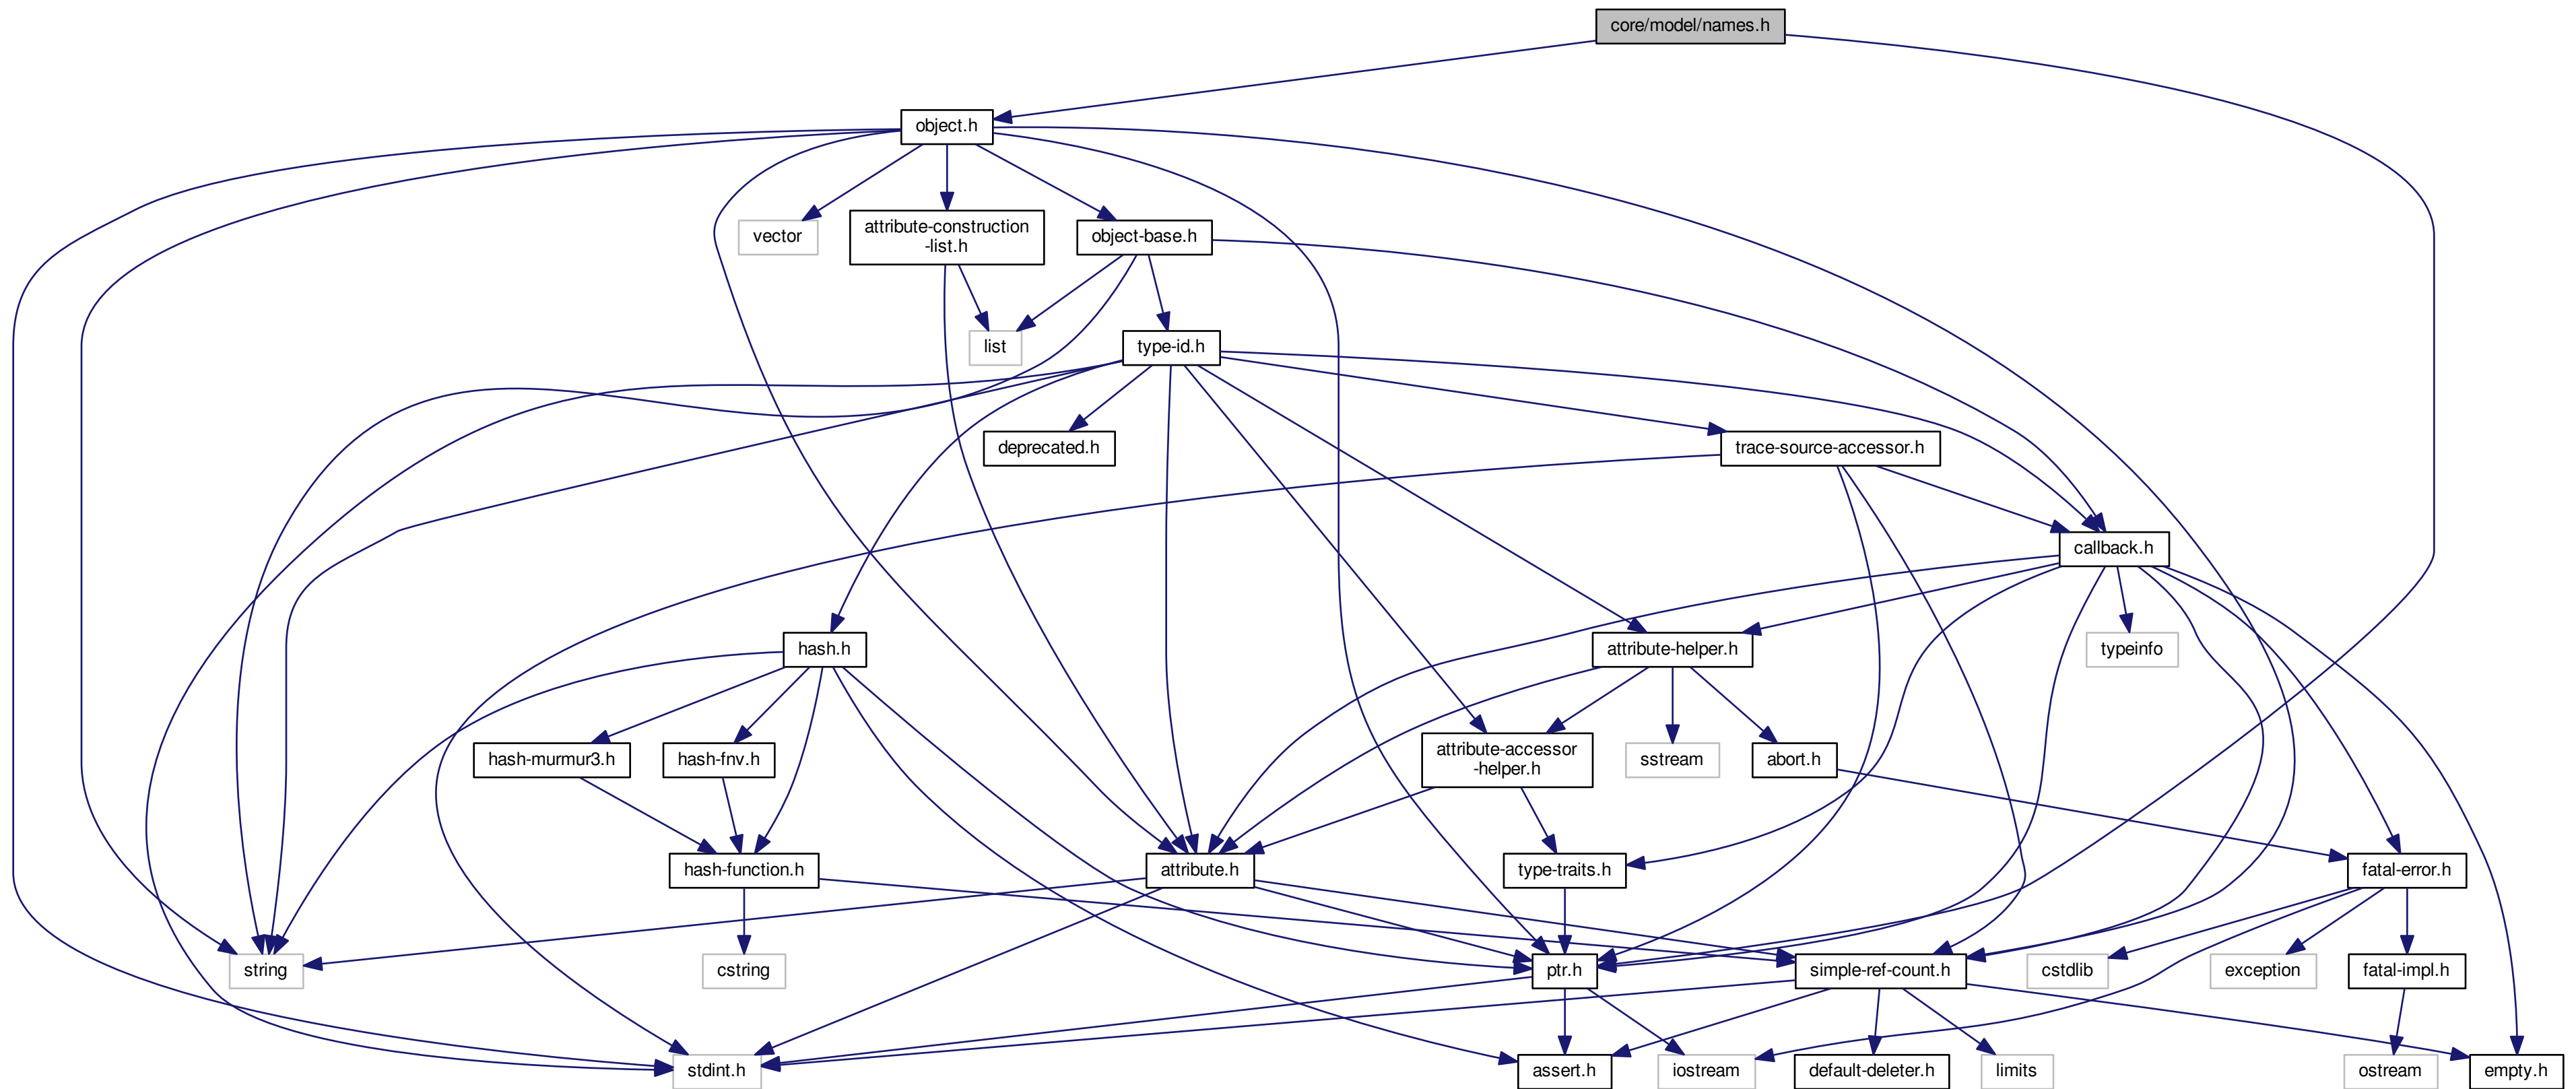 core/model/names.h
object.h
vector
attribute-construction
-list.h
object-base.h
list
type-id.h
deprecated.h
trace-source-accessor.h
callback.h
hash.h
attribute-helper.h
typeinfo
hash-murmur3.h
hash-fnv.h
attribute-accessor
-helper.h
sstream
abort.h
hash-function.h
attribute.h
type-traits.h
fatal-error.h
string
cstring
ptr.h
simple-ref-count.h
cstdlib
exception
fatal-impl.h
stdint.h
assert.h
iostream
default-deleter.h
limits
ostream
empty.h